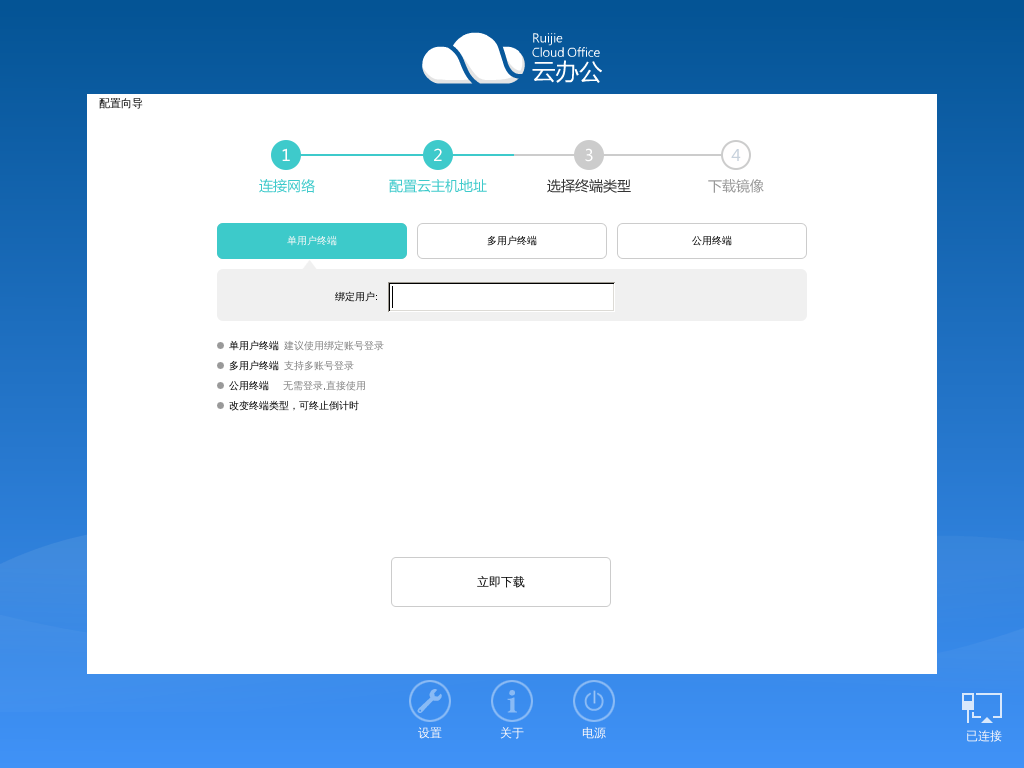 Ruijie
Cloud Office
云办公
配置向导
1 2 3 4
连接网络 配置云主机地址 选择终端类型 下载镜像
单用户终端 多用户终端 公用终端
绑定用户:
单用户终端 建议使用绑定账号登录
多用户终端 支持多账号登录
公用终端 无需登录,直接使用
改变终端类型，可终止倒计时
立即下载
设置 关于 电源
已连接